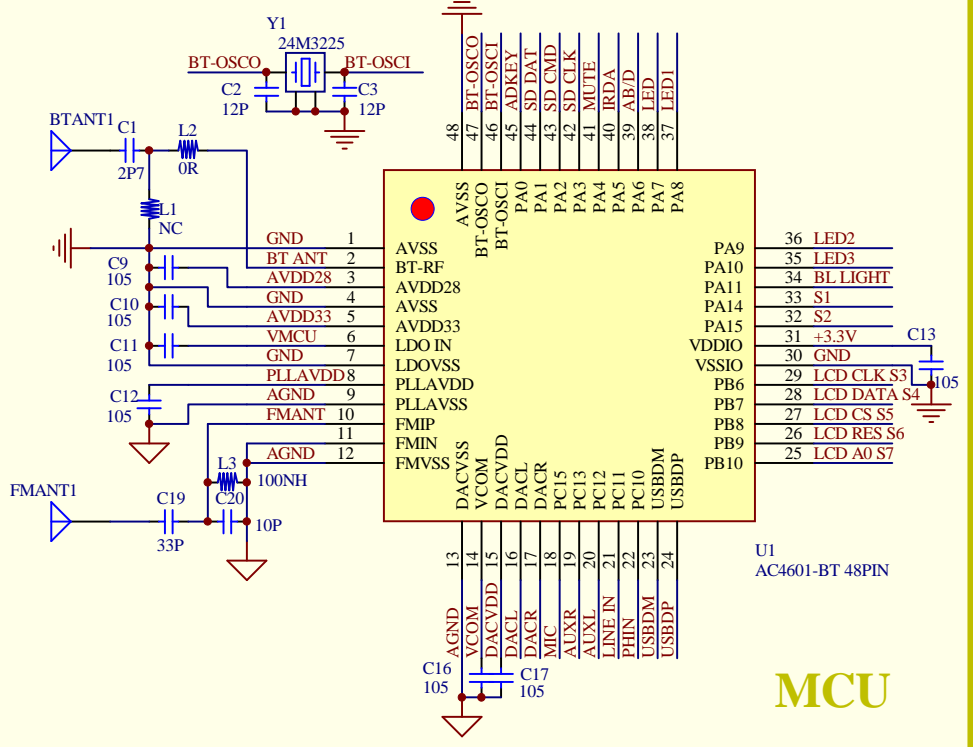 Y1
24M3225
BT-OSCO
BT-OSCI
C2
12P
C3
12P
BTANT1
C1
2P7
L2
0R
L1
NC
BT-OSCO
BT-OSCI
ADKEY
SD DAT
SD CMD
SD CLK
MUTE
IRDA
AB/D
LED
LED1
48
47
46
45
44
43
42
41
40
39
38
37
AVSS
BT-OSCO
BT-OSCI
PA0
PA1
PA2
PA3
PA4
PA5
PA6
PA7
PA8
GND 1 AVSS
BT ANT 2 BT-RF
AVDD28 3 AVDD28
GND 4 AVSS
AVDD33 5 AVDD33
VMCU 6 LDO IN
GND 7 LDOVSS
PLLAVDD 8 PLLAVDD
AGND 9 PLLAVSS
FMANT 10 FMIP
11 FMIN
AGND 12 FMVSS
C9
105
C10
105
C11
105
C12
105
L3
100NH
FMANT1
C19
33P
C20
10P
PA9 36 LED2
PA10 35 LED3
PA11 34 BL LIGHT
PA14 33 S1
PA15 32 S2
VDDIO 31 +3.3V
VSSIO 30 GND
PB6 29 LCD CLK S3
PB7 28 LCD DATA S4
PB8 27 LCD CS S5
PB9 26 LCD RES S6
PB10 25 LCD A0 S7
C13
105
DACVSS
VCOM
DACVDD
DACL
DACR
PC15
PC13
PC12
PC11
PC10
USBDM
USBDP
13
14
15
16
17
18
19
20
21
22
23
24
AGND
VCOM
DACVDD
DACL
DACR
MIC
AUXR
AUXL
LINE IN
PHIN
USBDM
USBDP
U1
AC4601-BT 48PIN
C16
105
C17
105
MCU